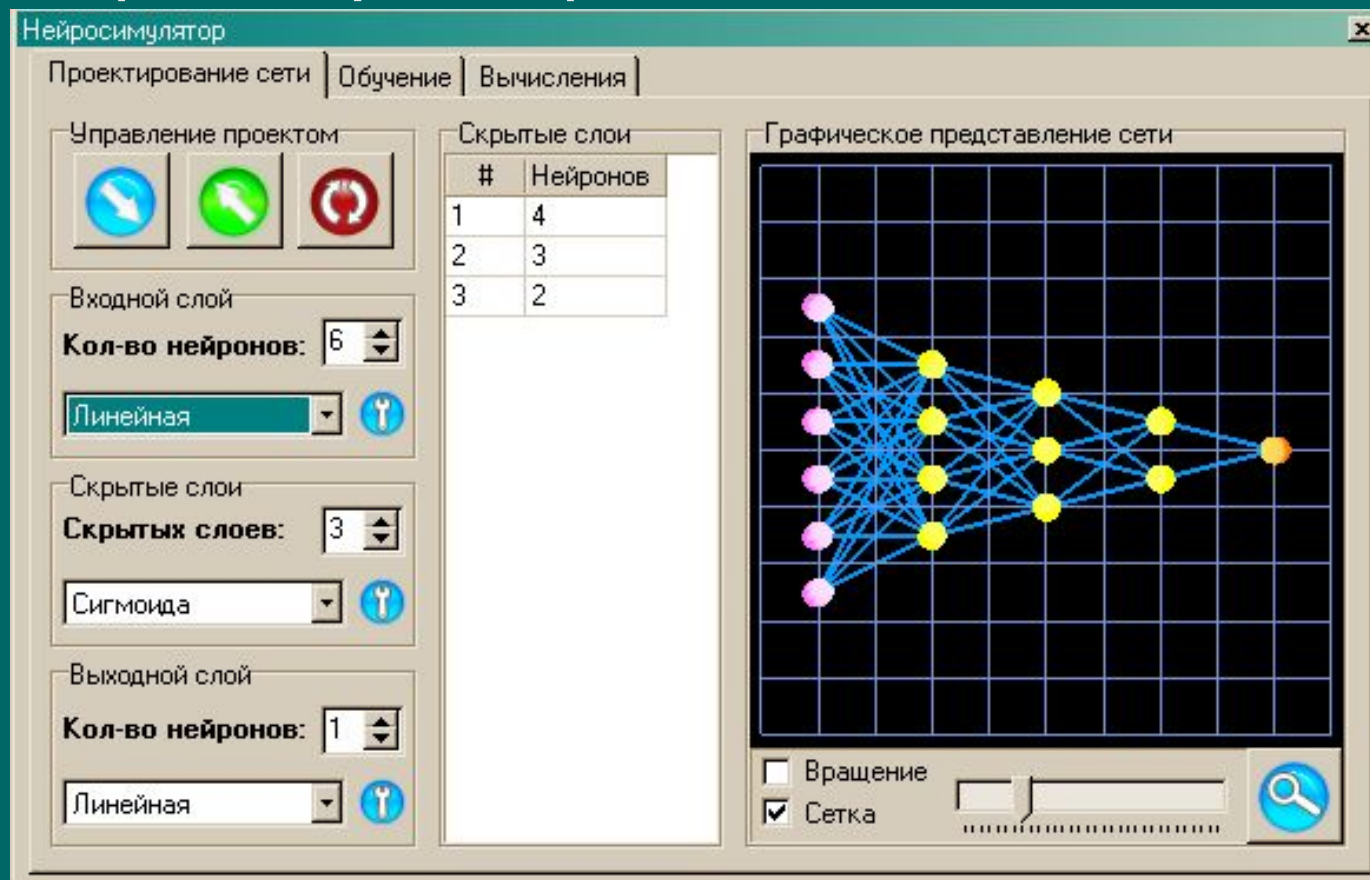 Нейросимулятор
Проектирование сети Обучение Вычисления
Управление проектом
Входной слой
Кол-во нейронов: 6
Линейная
Скрытые слои
Скрытых слоев: 3
Сигмоида
Выходной слой
Кол-во нейронов: 1
Линейная
Скрытые слои
# Нейронов
1 4
2 3
3 2
Графическое представление сети
Вращение
Сетка